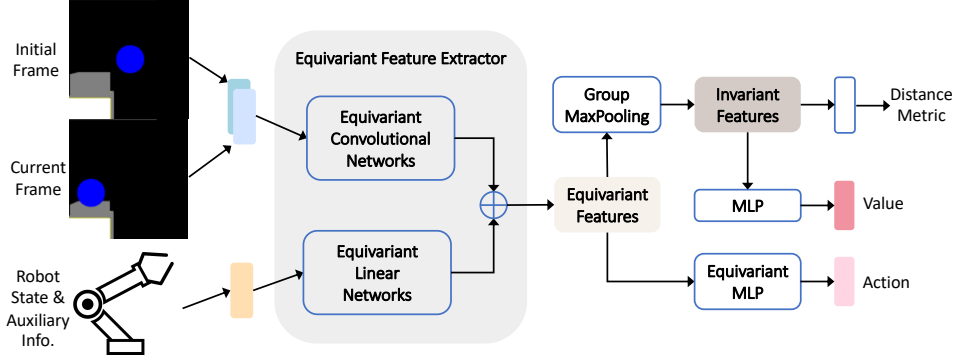 Initial
Frame
Current
Frame
Robot
State &
Auxiliary
Info.
Equivariant Feature Extractor
Equivariant
Convolutional
Networks
Equivariant
Linear
Networks
Equivariant
Features
Group
MaxPooling
Invariant
Features
Distance
Metric
MLP
Value
Equivariant
MLP
Action